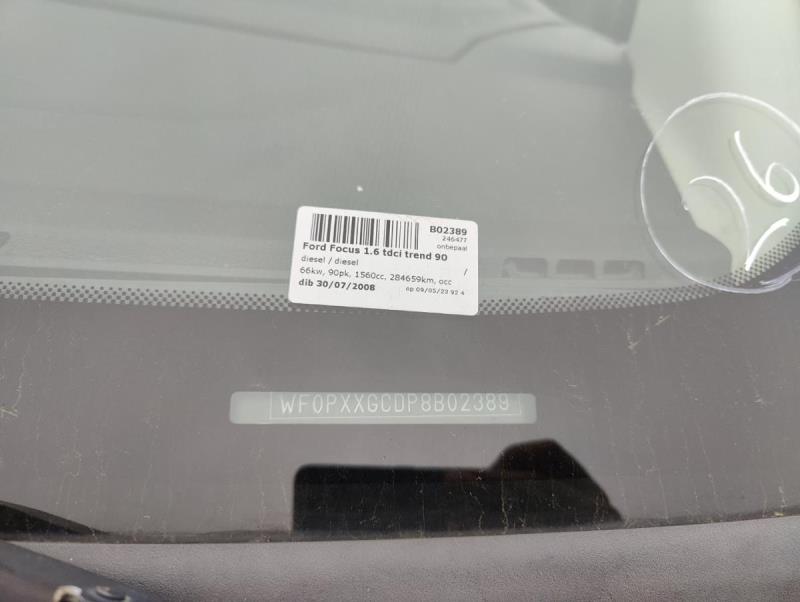 B02389
246477
onbepaal
Ford Focus 1.6 tdci trend 90
diesel / diesel /
66kw, 90pk, 1560cc, 284659km, occ
dib 30/07/2008
op 09/05/23 92 4
WF0PXXGCDP8B02389
26